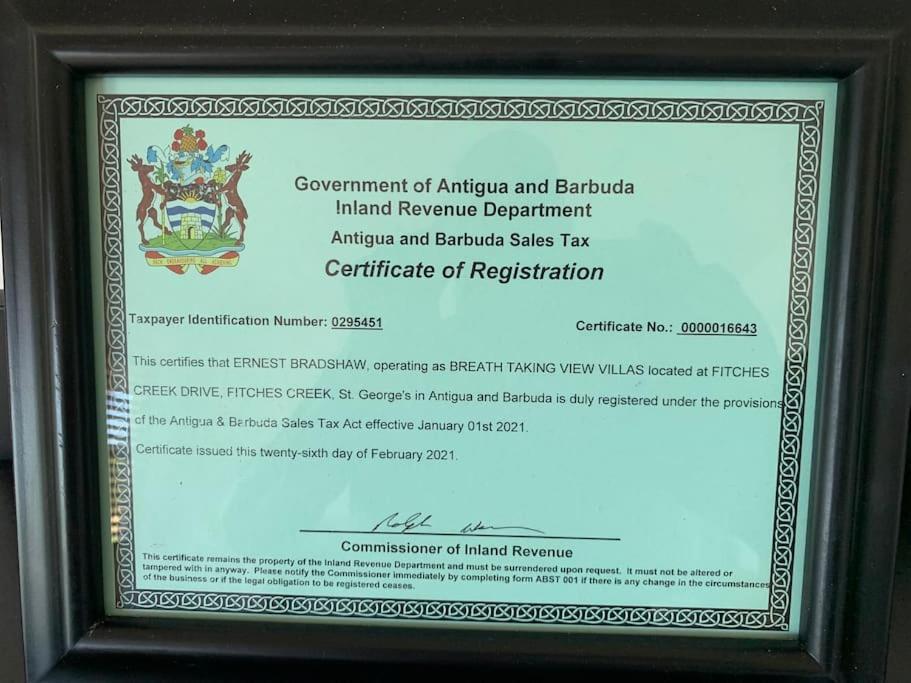 Government of Antigua and Barbuda
Inland Revenue Department
Antigua and Barbuda Sales Tax
Certificate of Registration
Taxpayer Identification Number: 0295451
Certificate No.: 0000016643
This certifies that ERNEST BRADSHAW, operating as BREATH TAKING VIEW VILLAS located at FITCHES
CREEK DRIVE, FITCHES CREEK, St. George's in Antigua and Barbuda is duly registered under the provisions
of the Antigua & Barbuda Sales Tax Act effective January 01st 2021.
Certificate issued this twenty-sixth day of February 2021.
Ralph
Commissioner of Inland Revenue
This certificate remains the property of the Inland Revenue Department and must be surrendered upon request. It must not be altered or
tampered with in anyway. Please notify the Commissioner immediately by completing form ABST 001 if there is any change in the circumstances
of the business or if the legal obligation to be registered ceases.